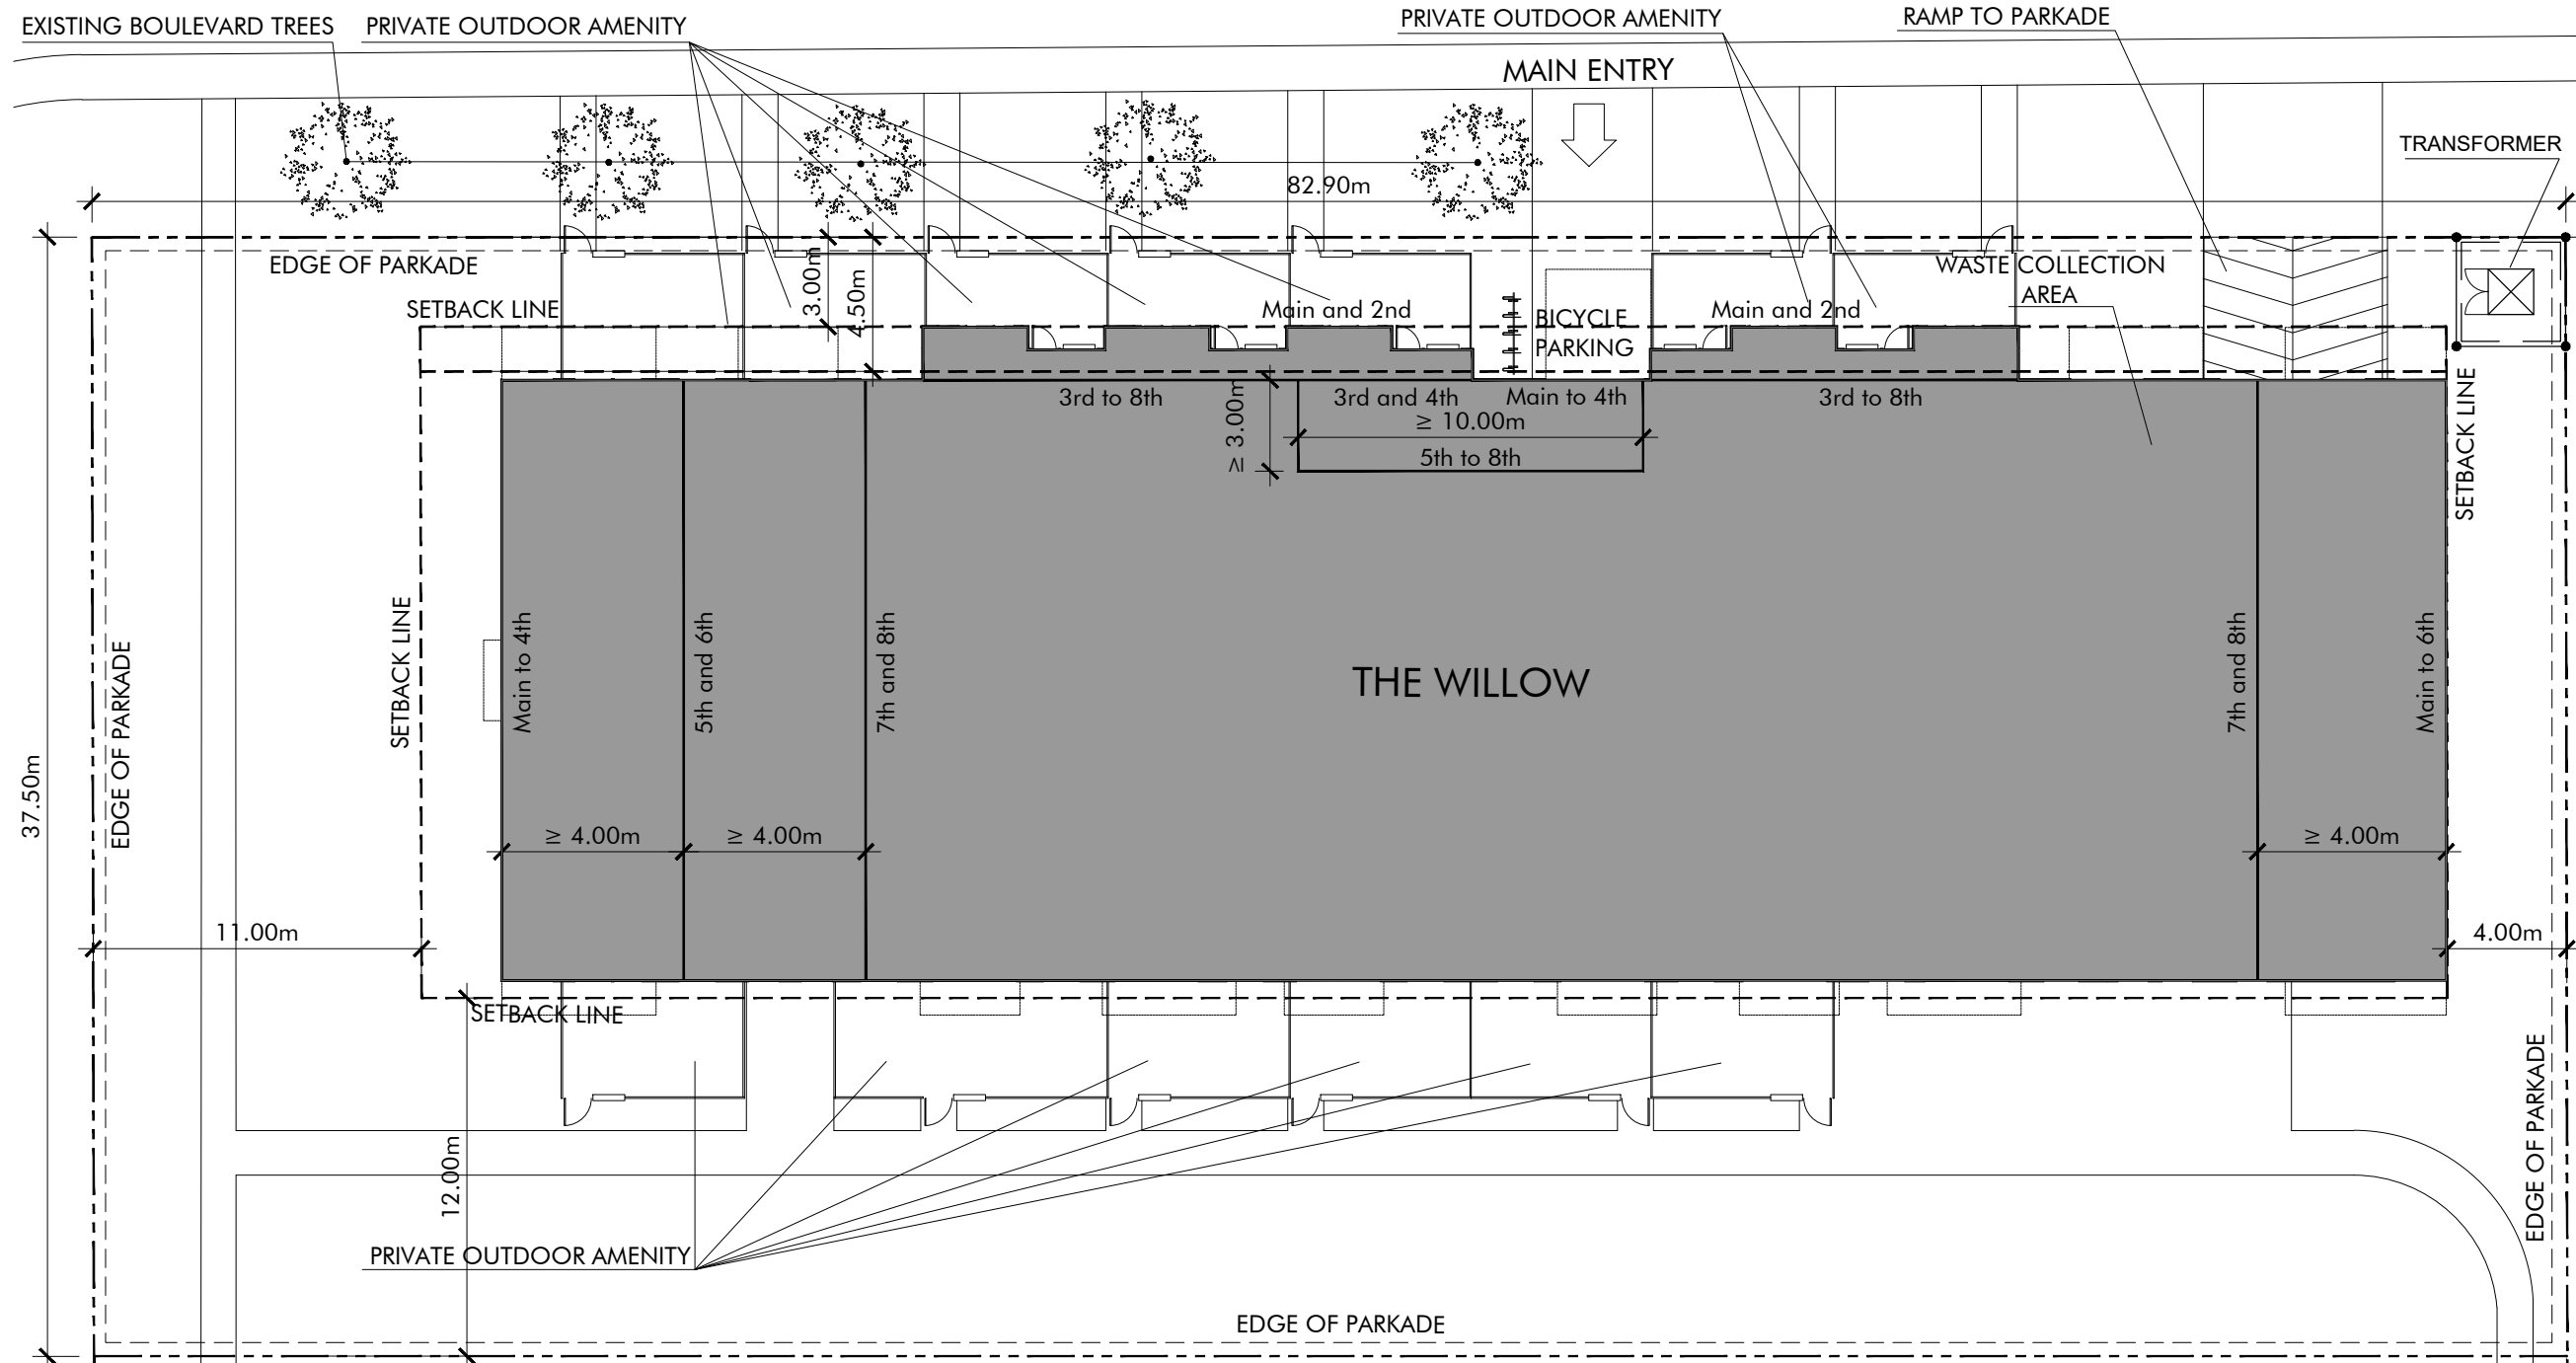 EXISTING BOULEVARD TREES
PRIVATE OUTDOOR AMENITY
PRIVATE OUTDOOR AMENITY
RAMP TO PARKADE
MAIN ENTRY
TRANSFORMER
82.90m
EDGE OF PARKADE
3.00m
4.50m
WASTE COLLECTION
AREA
SETBACK LINE
Main and 2nd
BICYCLE
PARKING
Main and 2nd
3rd to 8th
3rd and 4th
Main to 4th
3rd to 8th
≥ 3.00m
≥ 10.00m
5th to 8th
SETBACK LINE
SETBACK LINE
EDGE OF PARKADE
Main to 4th
5th and 6th
7th and 8th
THE WILLOW
7th and 8th
Main to 6th
37.50m
≥ 4.00m
≥ 4.00m
≥ 4.00m
11.00m
4.00m
SETBACK LINE
12.00m
EDGE OF PARKADE
PRIVATE OUTDOOR AMENITY
EDGE OF PARKADE